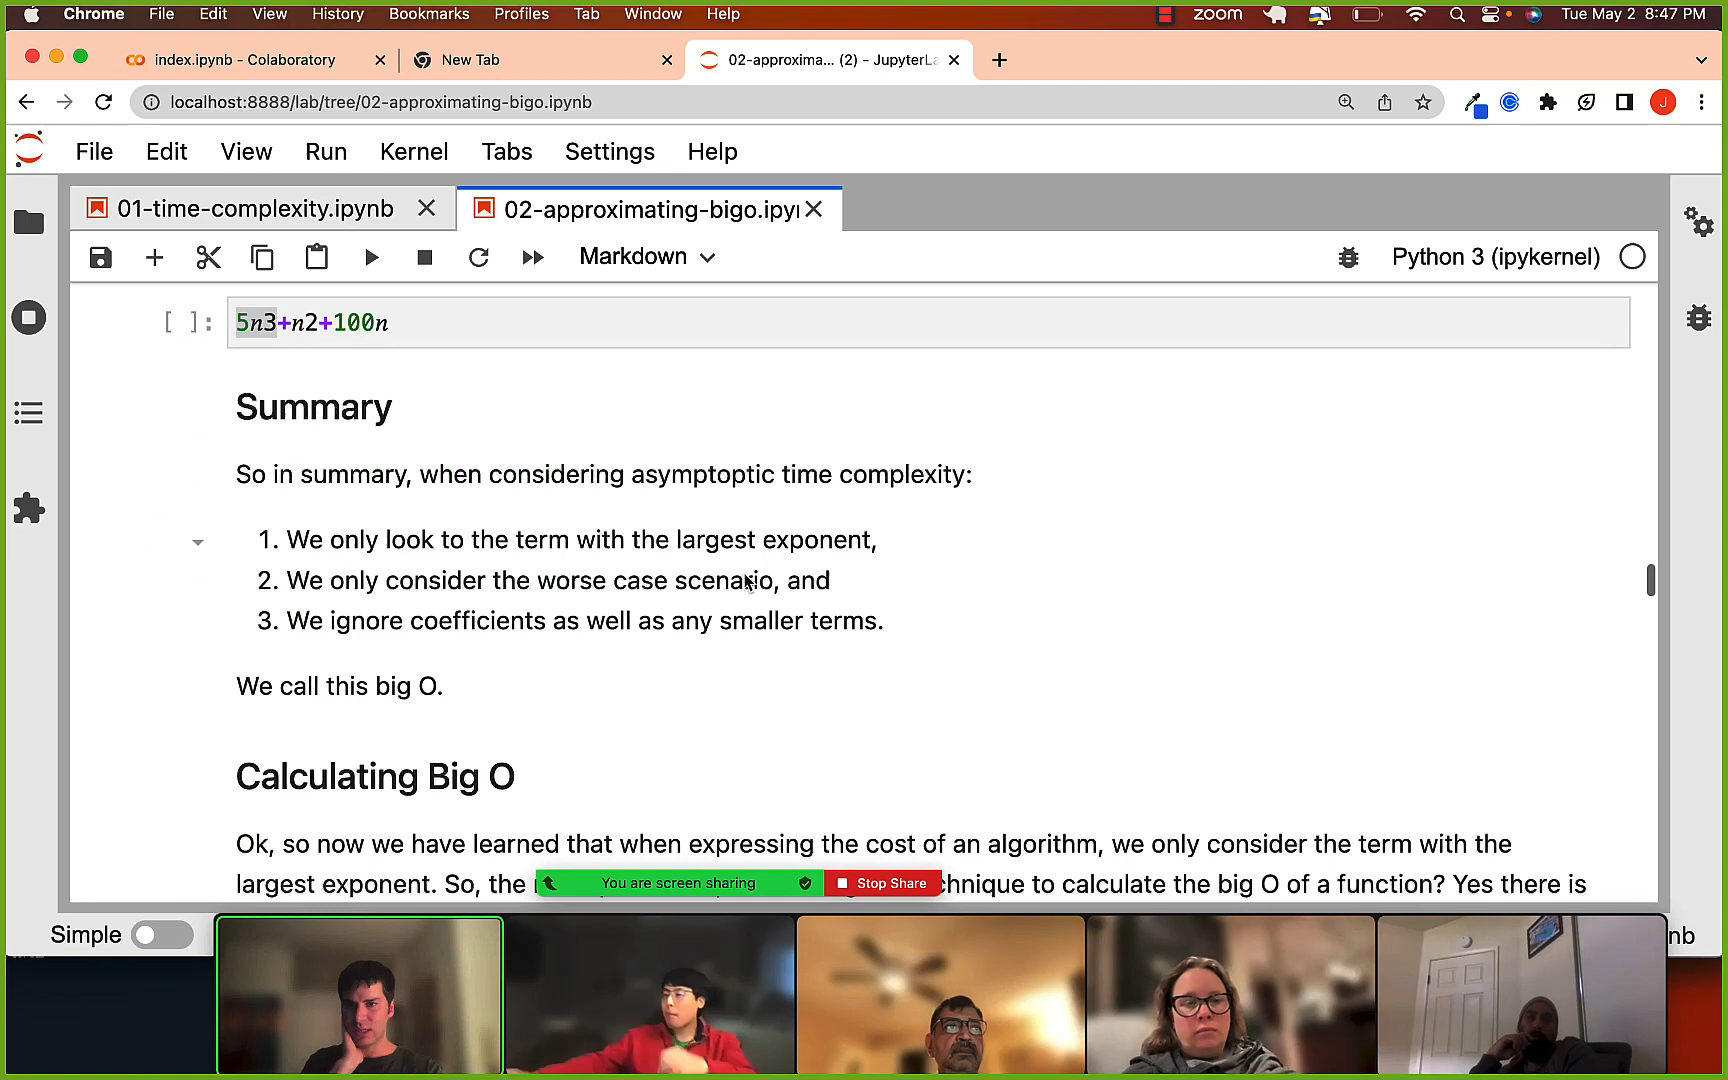 Chrome File Edit View History Bookmarks Profiles Tab Window Help zoom Tue May 2 8:47 PM
index.ipynb - Colaboratory New Tab 02-approxima... (2) - JupyterLa
localhost:8888/lab/tree/02-approximating-bigo.ipynb J
File Edit View Run Kernel Tabs Settings Help
01-time-complexity.ipynb 02-approximating-bigo.ipyn
Markdown Python 3 (ipykernel)
[ ]: 5n3+n2+100n
Summary
So in summary, when considering asymptoptic time complexity:
1. We only look to the term with the largest exponent,
2. We only consider the worse case scenario, and
3. We ignore coefficients as well as any smaller terms.
We call this big O.
Calculating Big O
Ok, so now we have learned that when expressing the cost of an algorithm, we only consider the term with the
largest exponent. So, the chnique to calculate the big O of a function? Yes there is
You are screen sharing Stop Share
Simple nb